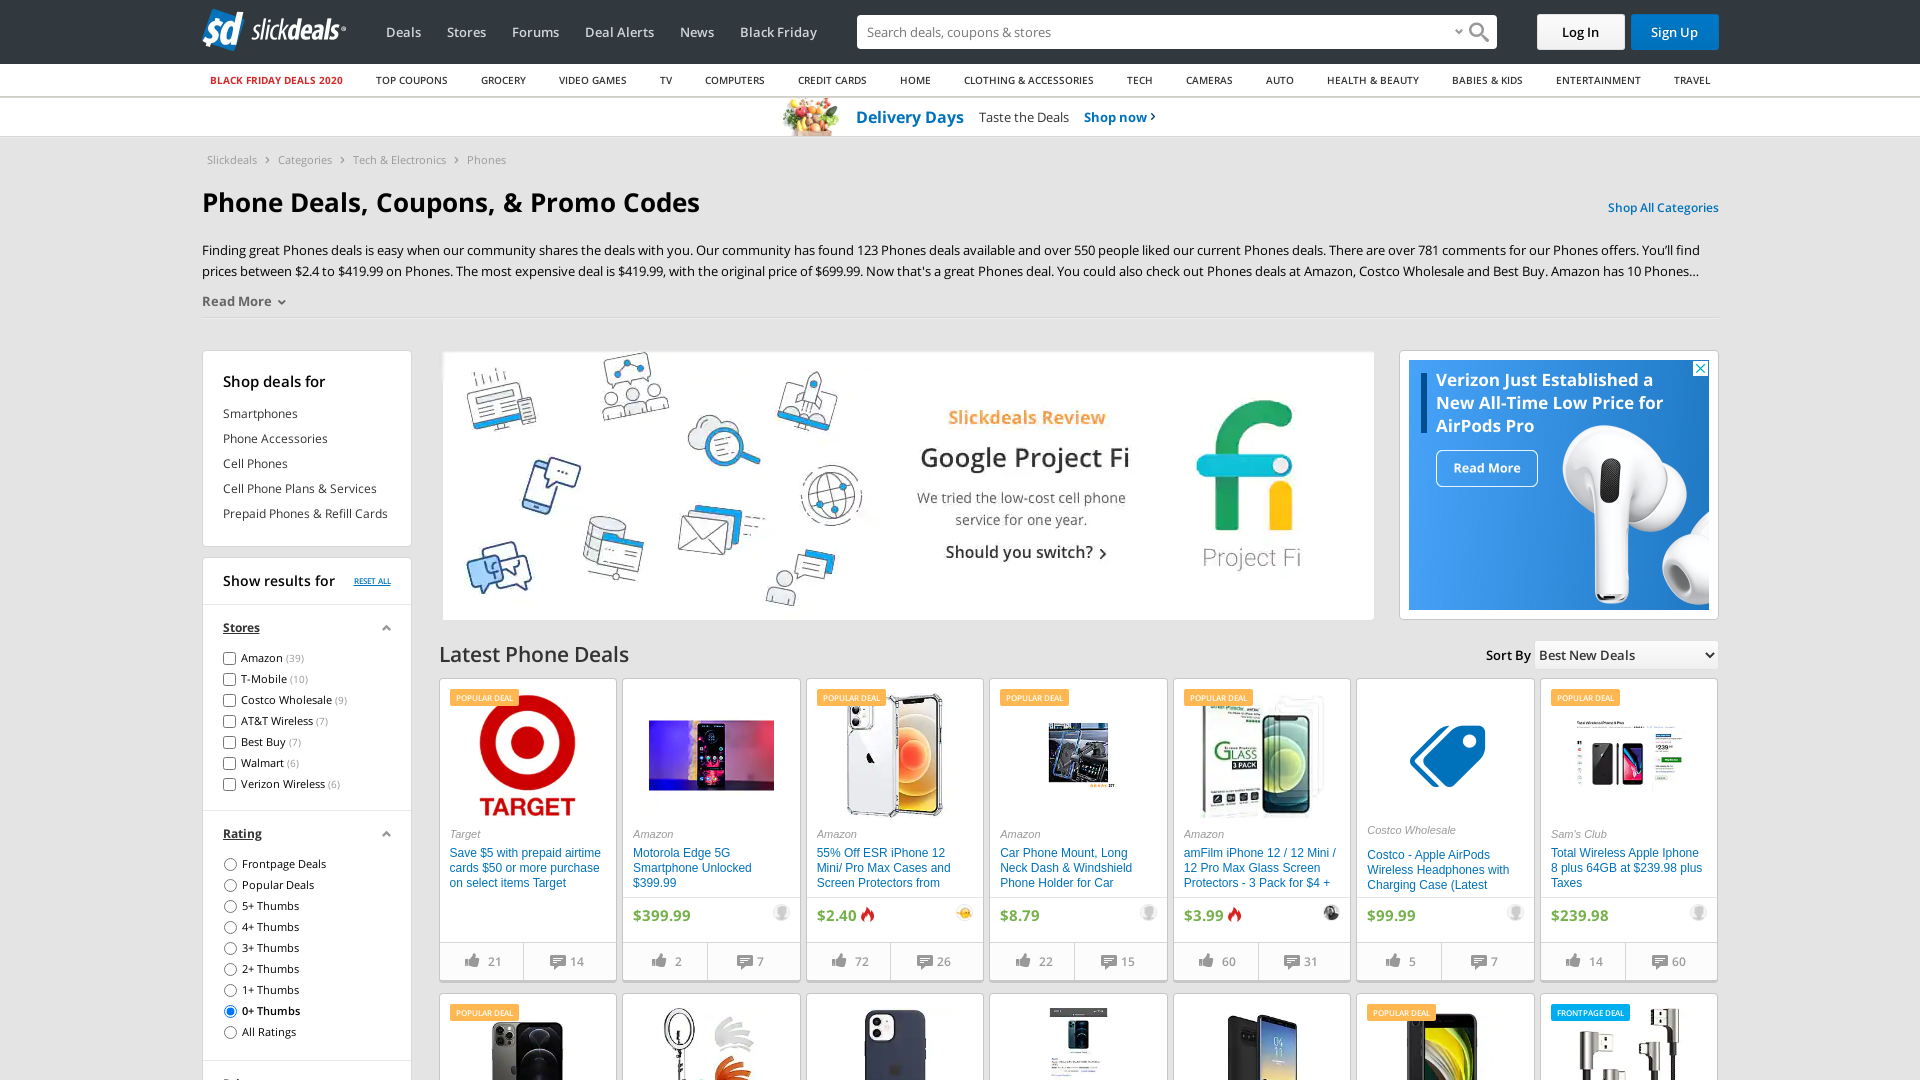 sd slickdeals
Deals Stores Forums Deal Alerts News Black Friday
Search deals, coupons & stores
Log In Sign Up
BLACK FRIDAY DEALS 2020 TOP COUPONS GROCERY VIDEO GAMES TV COMPUTERS CREDIT CARDS HOME CLOTHING & ACCESSORIES TECH CAMERAS AUTO HEALTH & BEAUTY BABIES & KIDS ENTERTAINMENT TRAVEL
Delivery Days Taste the Deals Shop now
Slickdeals Categories Tech & Electronics Phones
Phone Deals, Coupons, & Promo Codes
Shop All Categories
Finding great Phones deals is easy when our community shares the deals with you. Our community has found 123 Phones deals available and over 550 people liked our current Phones deals. There are over 781 comments for our Phones offers. You’ll find
prices between $2.4 to $419.99 on Phones. The most expensive deal is $419.99, with the original price of $699.99. Now that's a great Phones deal. You could also check out Phones deals at Amazon, Costco Wholesale and Best Buy. Amazon has 10 Phones...
Read More
Shop deals for
Smartphones
Phone Accessories
Cell Phones
Cell Phone Plans & Services
Prepaid Phones & Refill Cards
Show results for
RESET ALL
Stores
Amazon (39)
T-Mobile (10)
Costco Wholesale (9)
AT&T Wireless (7)
Best Buy (7)
Walmart (6)
Verizon Wireless (6)
Rating
Frontpage Deals
Popular Deals
5+ Thumbs
4+ Thumbs
3+ Thumbs
2+ Thumbs
1+ Thumbs
0+ Thumbs
All Ratings
Slickdeals Review
Google Project Fi
We tried the low-cost cell phone
service for one year.
Should you switch?
Project Fi
Verizon Just Established a
New All-Time Low Price for
AirPods Pro
Read More
Latest Phone Deals
Sort By Best New Deals
POPULAR DEAL
TARGET
Target
Save $5 with prepaid airtime
cards $50 or more purchase
on select items Target
21 14
Amazon
Motorola Edge 5G
Smartphone Unlocked
$399.99
$399.99
2 7
POPULAR DEAL
Amazon
55% Off ESR iPhone 12
Mini/ Pro Max Cases and
Screen Protectors from
$2.40
72 26
POPULAR DEAL
Amazon
Car Phone Mount, Long
Neck Dash & Windshield
Phone Holder for Car
$8.79
22 15
POPULAR DEAL
GLASS
3 PACK
Amazon
amFilm iPhone 12 / 12 Mini /
12 Pro Max Glass Screen
Protectors - 3 Pack for $4 +
$3.99
60 31
Costco Wholesale
Costco - Apple AirPods
Wireless Headphones with
Charging Case (Latest
$99.99
5 7
POPULAR DEAL
Sam's Club
Total Wireless Apple Iphone
8 plus 64GB at $239.98 plus
Taxes
$239.98
14 60
POPULAR DEAL
POPULAR DEAL
FRONTPAGE DEAL